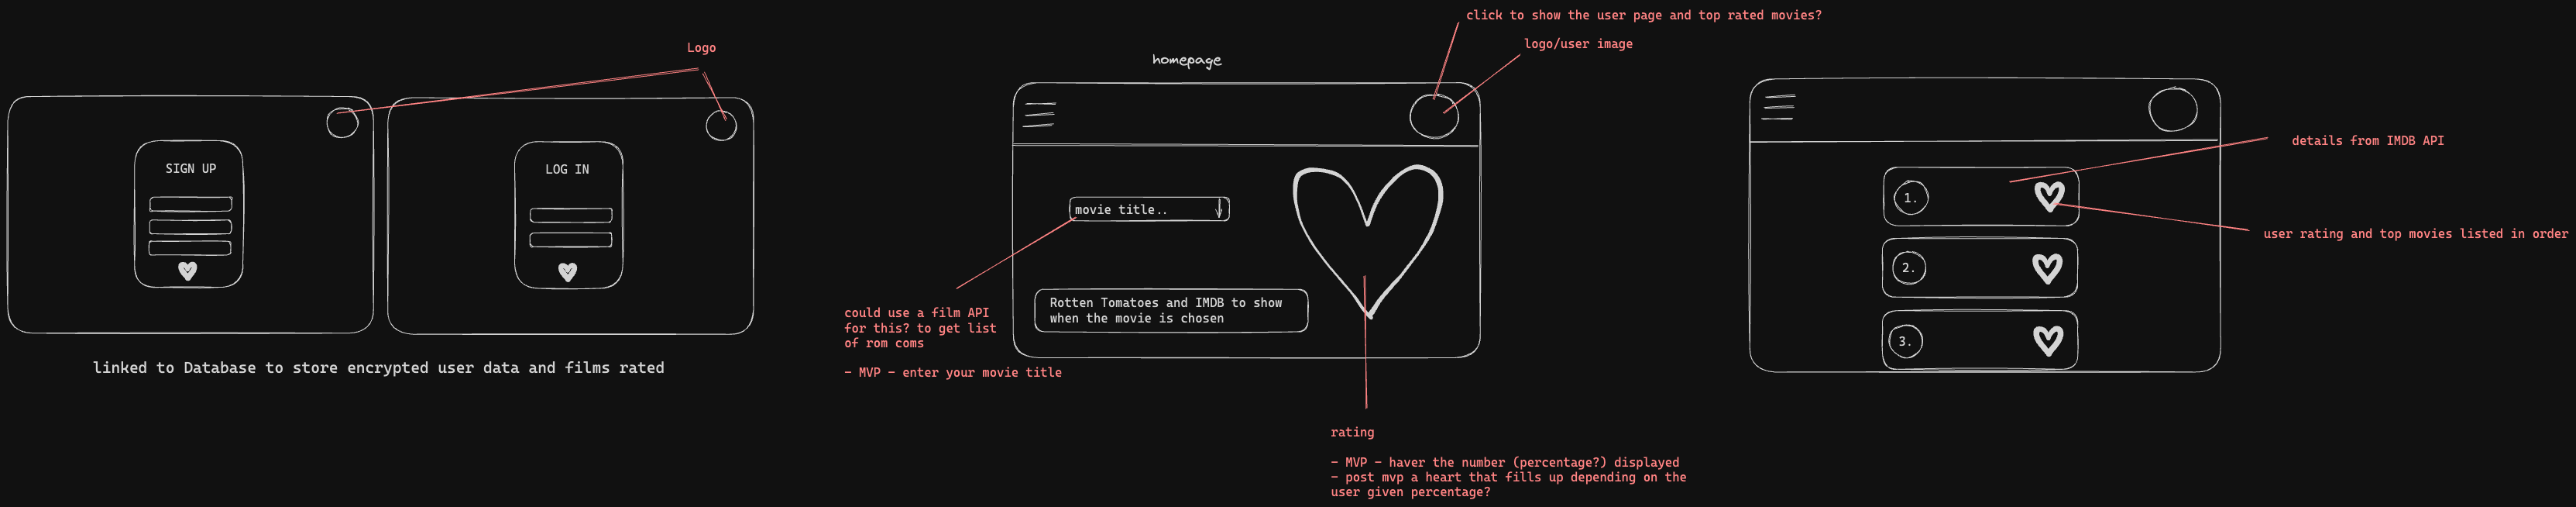 Logo
SIGN UP
LOG IN
linked to Database to store encrypted user data and films rated
click to show the user page and top rated movies?
logo/user image
homepage
movie title..
Rotten Tomatoes and IMDB to show
when the movie is chosen
could use a film API
for this? to get list
of rom coms
- MVP - enter your movie title
rating
- MVP - haver the number (percentage?) displayed
- post mvp a heart that fills up depending on the
user given percentage?
details from IMDB API
1.
user rating and top movies listed in order
2.
3.